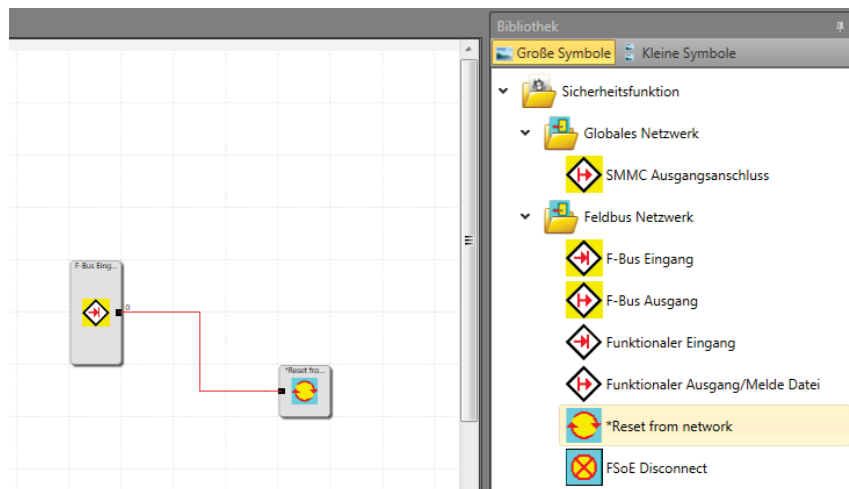 Bibliothek
Große Symbole
Kleine Symbole
Sicherheitsfunktion
Globales Netzwerk
SMMC Ausgangsanschluss
Feldbus Netzwerk
F-Bus Eingang
F-Bus Ausgang
Funktionaler Eingang
Funktionaler Ausgang/Melde Datei
*Reset from network
FSoE Disconnect
F-Bus Eing...
0
*Reset fro...